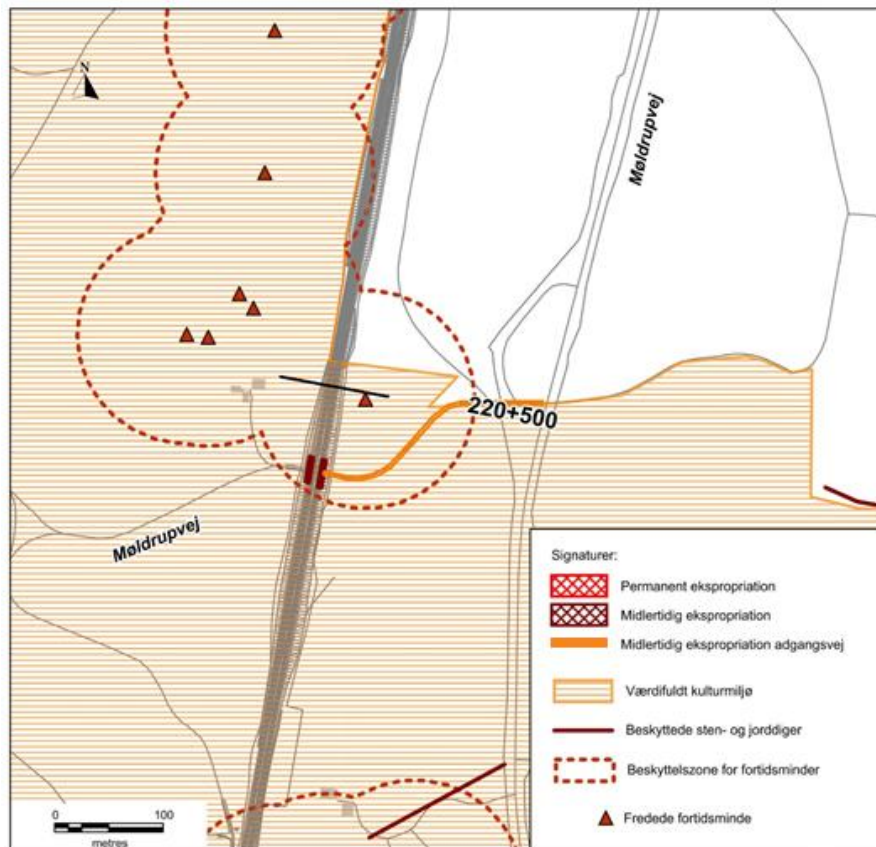 N
Møldrupvej
220+500
Møldrupvej
Signaturer:
Permanent ekspropriation
Midlertidig ekspropriation
Midlertidig ekspropriation adgangsvej
Værdifuldt kulturmiljø
Beskyttede sten- og jorddiger
Beskyttelszone for fortidsminder
Fredede fortidsminde
0 100
metres